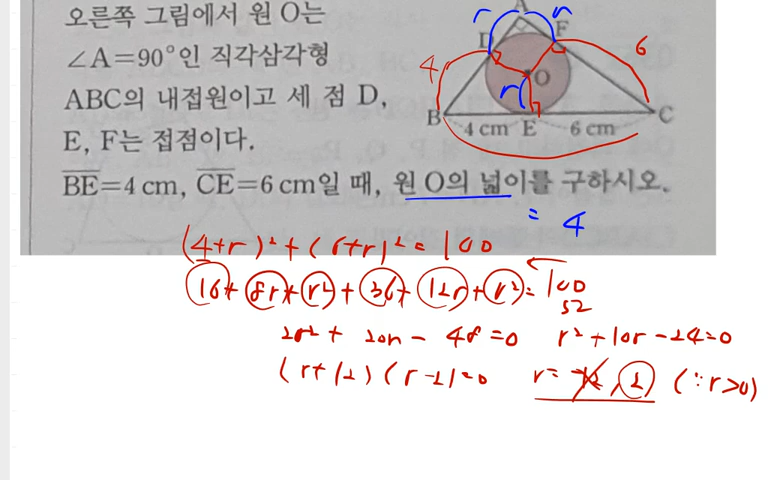 오른쪽 그림에서 원 O는
∠A=90°인 직각삼각형
ABC의 내접원이고 세 점 D,
E, F는 접점이다.
BE=4 cm, CE=6 cm일 때, 원 O의 넓이를 구하시오.
r A r
D F
4 6
O
r
B 4 cm E 6 cm C
= 4
(4+r)²+(6+r)²=100
16+8r+r²+36+12r+r²=100
52
2r²+20r-48=0 r²+10r-24=0
(r+12)(r-2)=0 r= 2 (∵r>0)